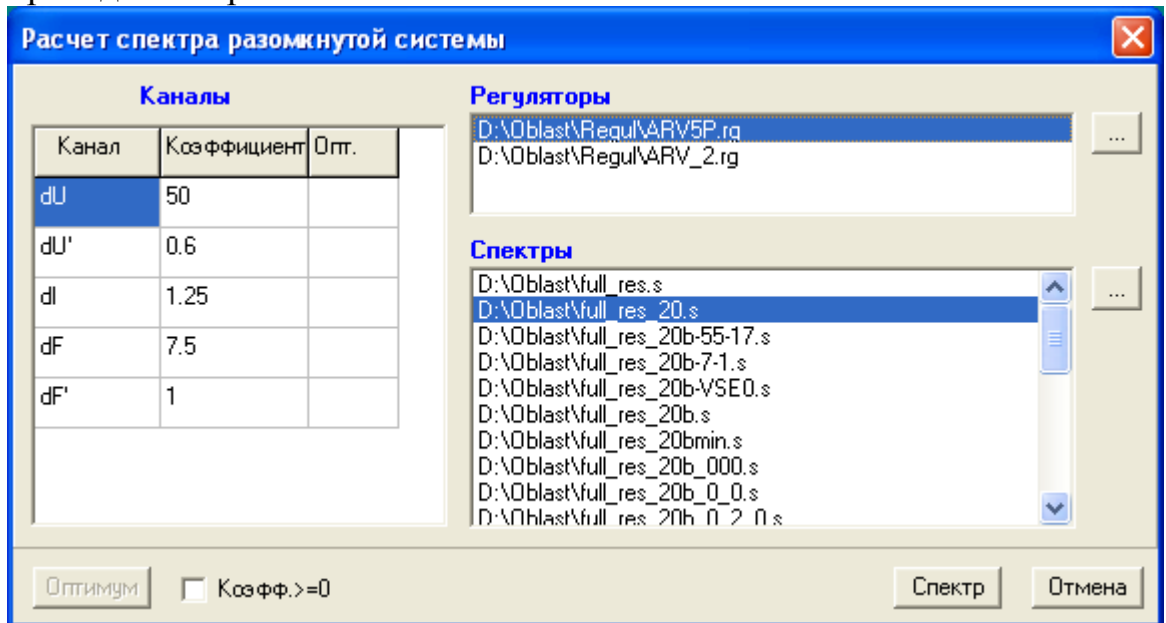 Расчет спектра разомкнутой системы
Каналы
Канал Коэффициент Опт.
dU 50
dU' 0.6
dI 1.25
dF 7.5
dF' 1
Регуляторы
D:\Oblast\Regul\ARV5P.rg
D:\Oblast\Regul\ARV_2.rg
...
Спектры
D:\Oblast\full_res.s
D:\Oblast\full_res_20.s
D:\Oblast\full_res_20b-55-17.s
D:\Oblast\full_res_20b-7-1.s
D:\Oblast\full_res_20b-VSE0.s
D:\Oblast\full_res_20b.s
D:\Oblast\full_res_20bmin.s
D:\Oblast\full_res_20b_000.s
D:\Oblast\full_res_20b_0_0.s
D:\Oblast\full_res_20b_0_2_0.s
...
Оптимум Коэфф.>=0 Спектр Отмена